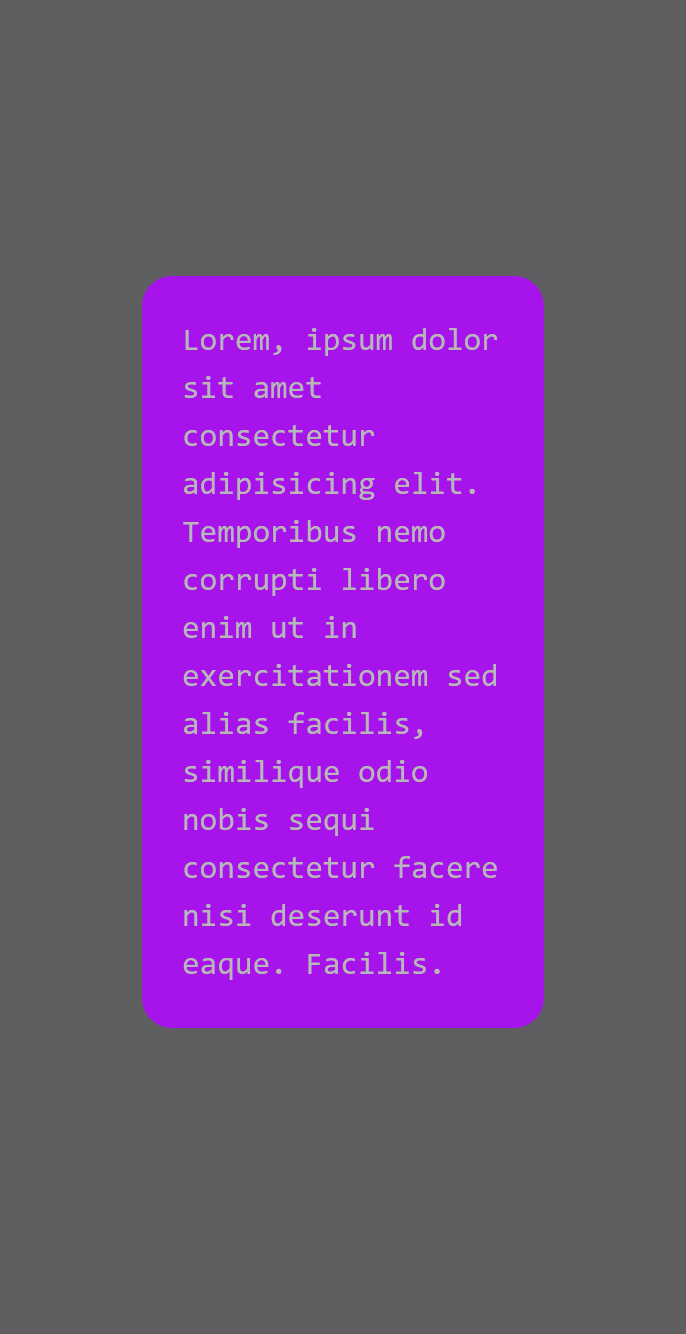 Lorem, ipsum dolor
sit amet
consectetur
adipisicing elit.
Temporibus nemo
corrupti libero
enim ut in
exercitationem sed
alias facilis,
similique odio
nobis sequi
consectetur facere
nisi deserunt id
eaque. Facilis.